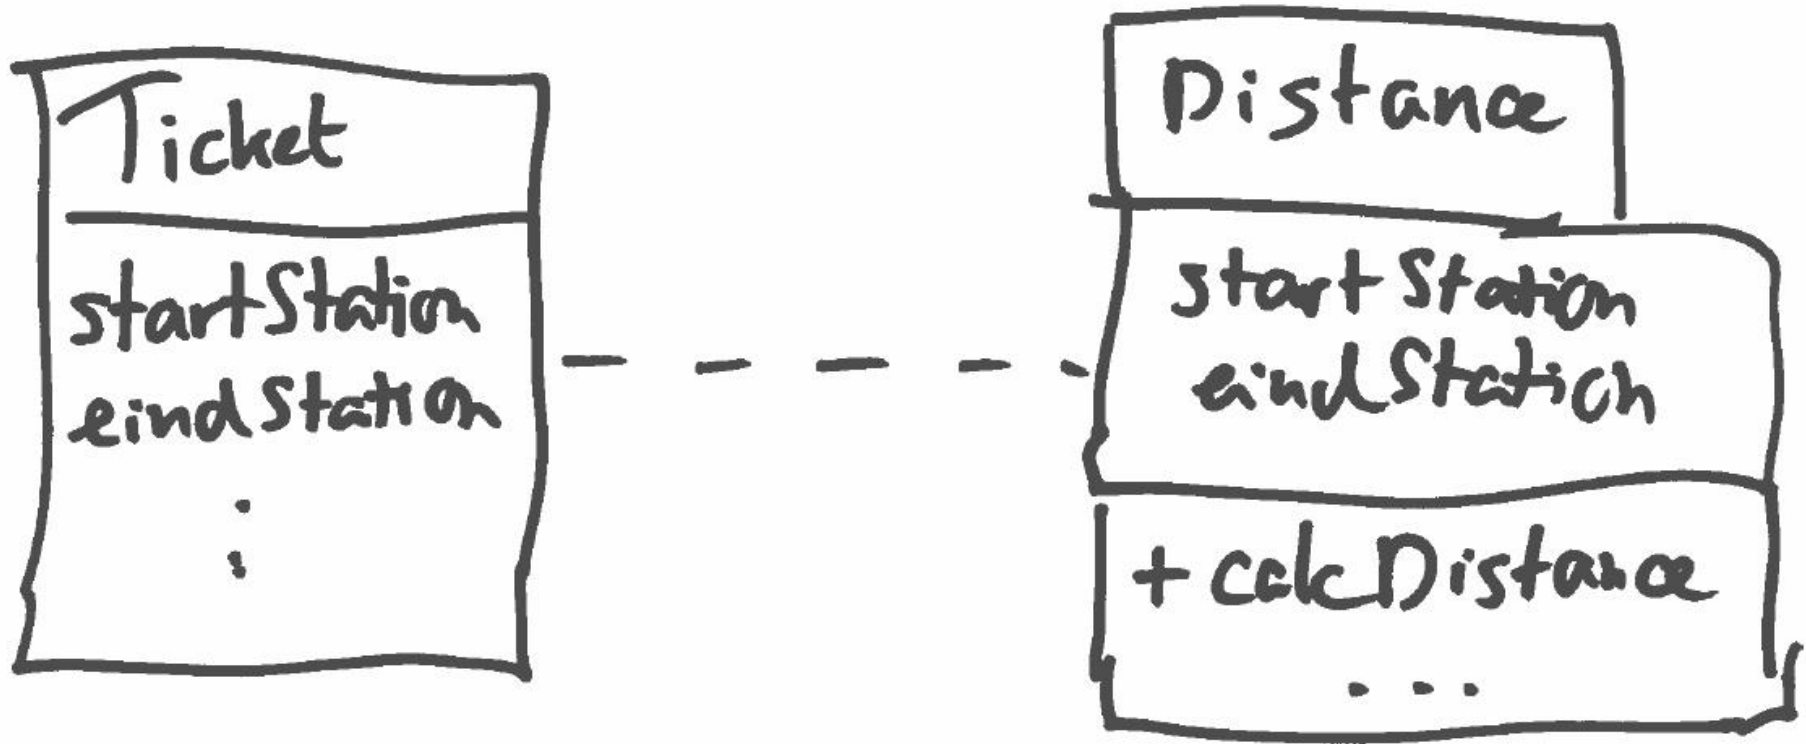 Ticket
startStation
eindStation
:
Distance
startStation
eindStation
+ calcDistance
...